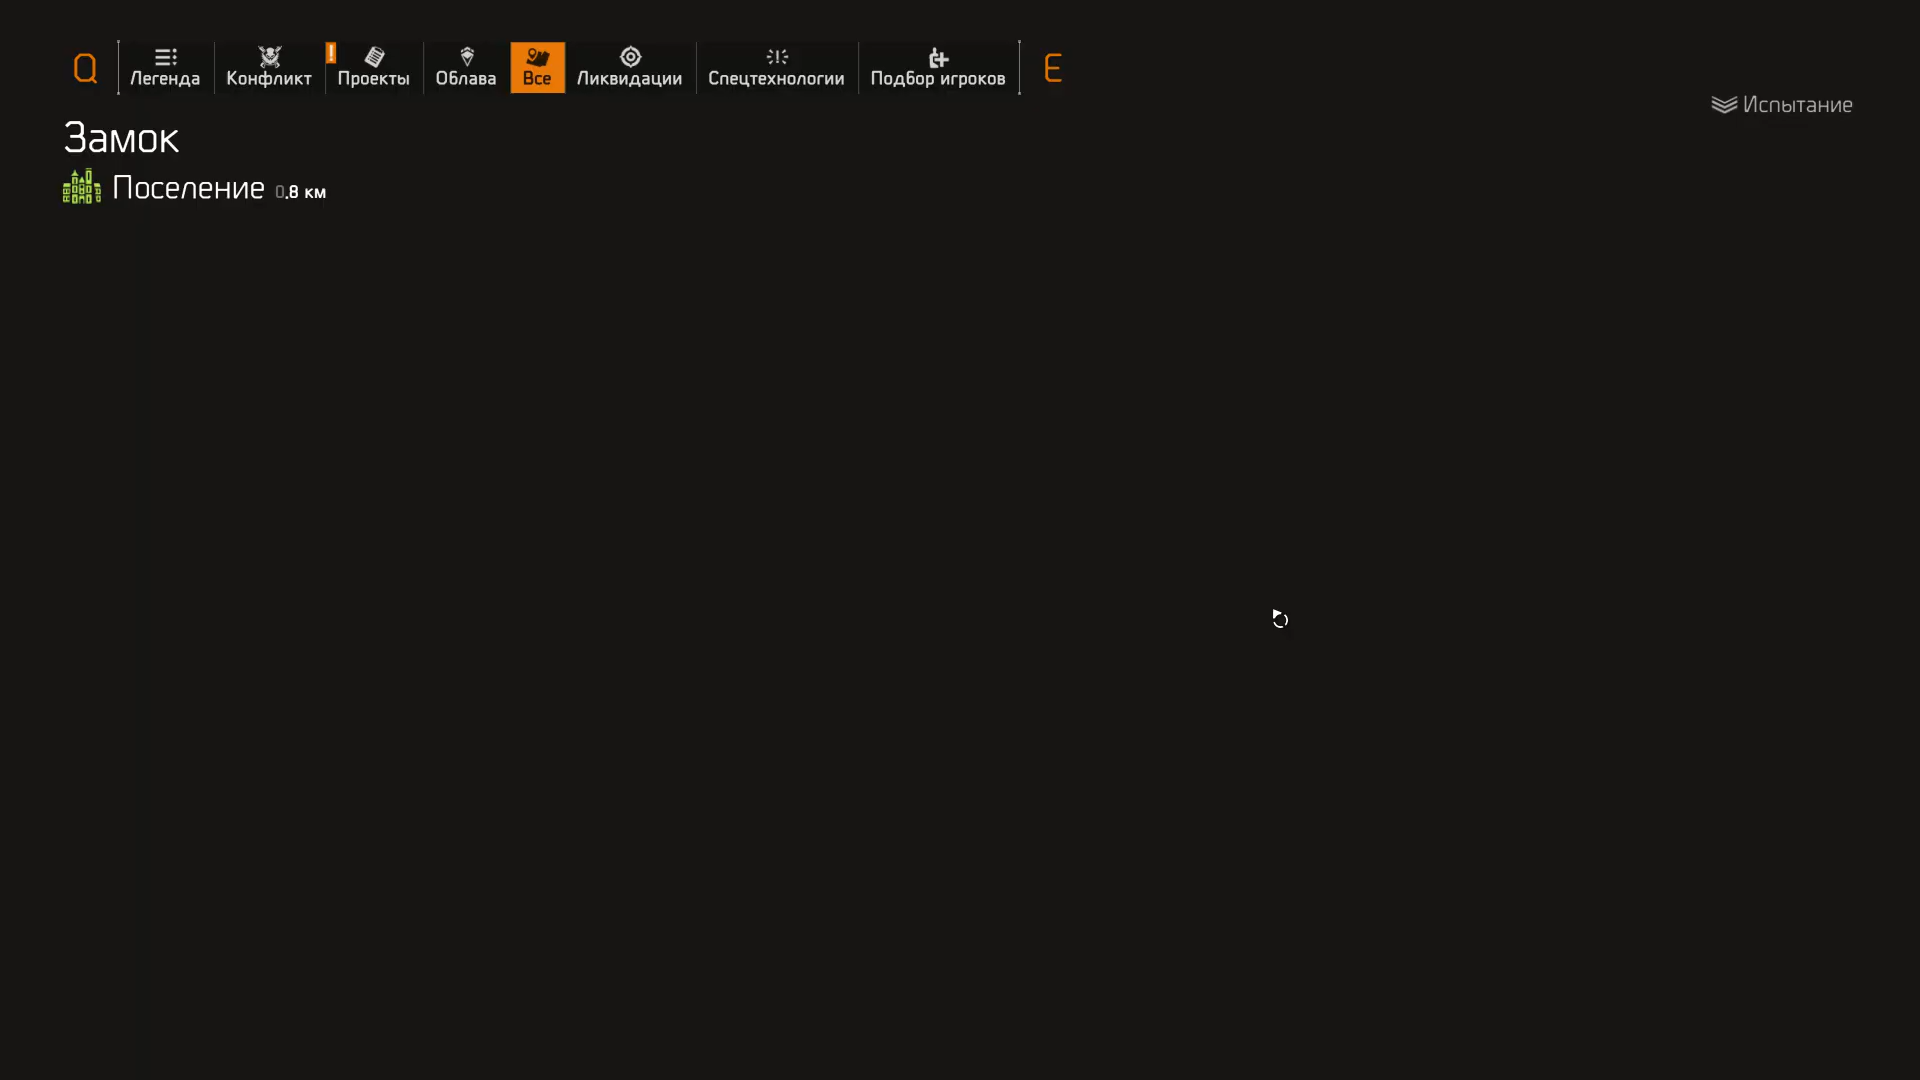 Q Легенда Конфликт ! Проекты Облава Все Ликвидации Спецтехнологии Подбор игроков E
Испытание
Замок
Поселение 0.8 км